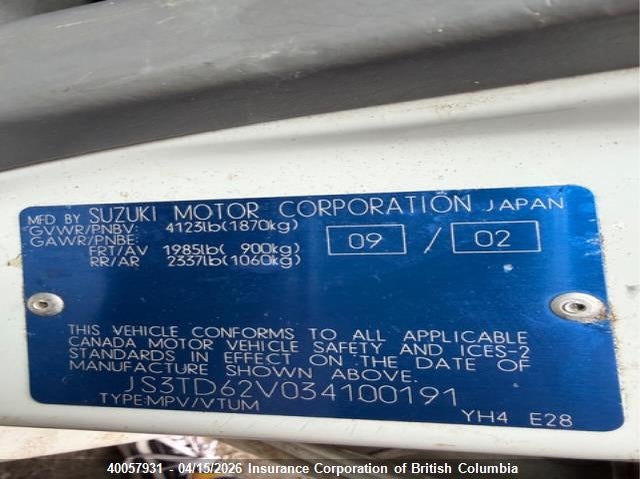 MFD BY SUZUKI MOTOR CORPORATION JAPAN
GVWR/PNBV: 4123lb(1870kg)
GAWR/PNBE:
FRT/AV 1985lb( 900kg)
RR/AR 2337lb(1060kg)
09 / 02
THIS VEHICLE CONFORMS TO ALL APPLICABLE
CANADA MOTOR VEHICLE SAFETY AND ICES-2
STANDARDS IN EFFECT ON THE DATE OF
MANUFACTURE SHOWN ABOVE.
JS3TD62V034100191
TYPE:MPV/VTUM
YH4 E28
40057931 - 04/15/2026 Insurance Corporation of British Columbia